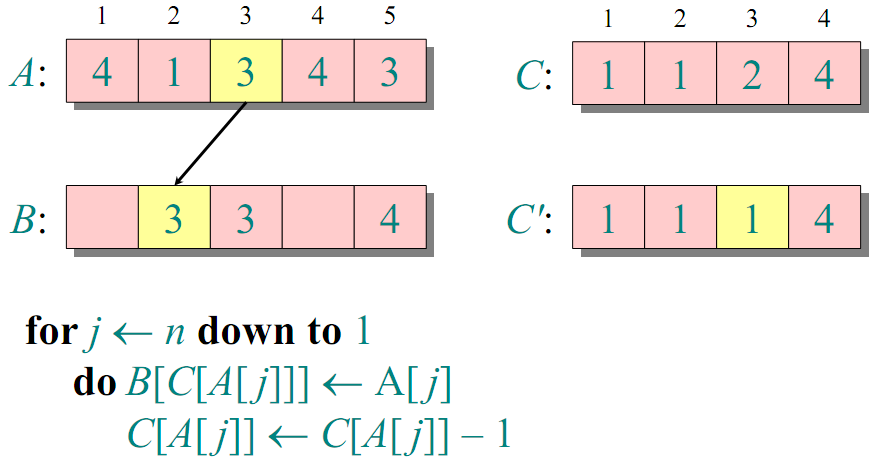 1 2 3 4 5 1 2 3 4
A: 4 1 3 4 3 C: 1 1 2 4
B: 3 3 4 C': 1 1 1 4
for j ← n down to 1
do B[C[A[j]]] ← A[j]
C[A[j]] ← C[A[j]] – 1